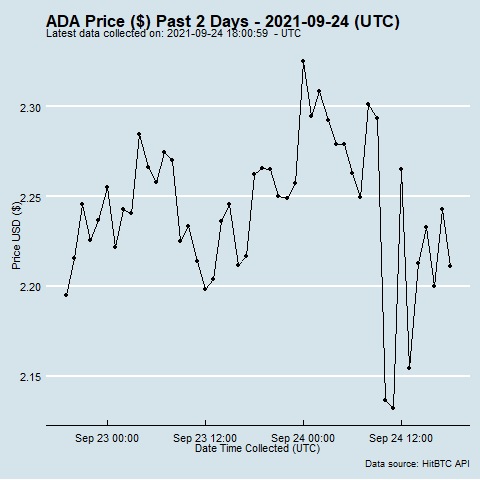 ADA Price ($) Past 2 Days - 2021-09-24 (UTC)
Latest data collected on: 2021-09-24 18:00:59 - UTC
2.30
2.25
2.20
2.15
Price USD ($)
Sep 23 00:00
Sep 23 12:00
Sep 24 00:00
Sep 24 12:00
Date Time Collected (UTC)
Data source: HitBTC API